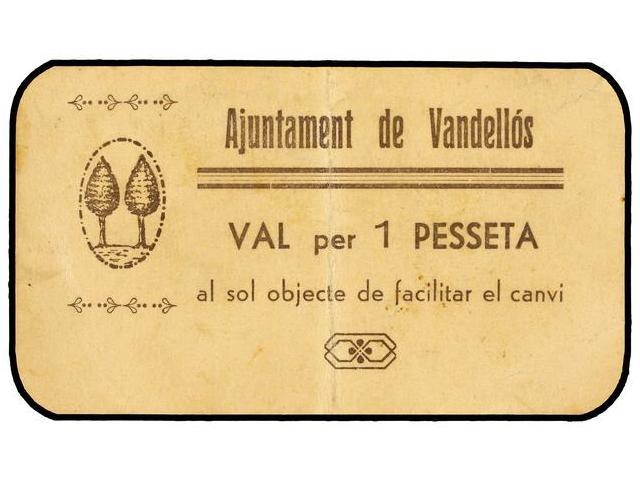 Ajuntament de Vandellós
VAL per 1 PESSETA
al sol objecte de facilitar el canvi